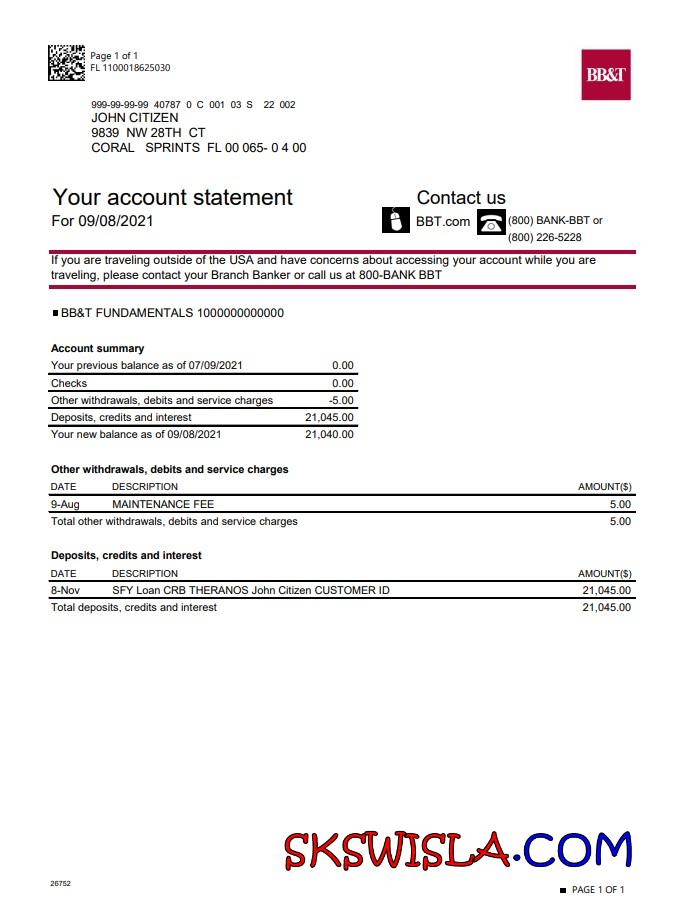 Page 1 of 1
FL 1100018625030
BB&T
999-99-99-99 40787 0 C 001 03 S 22 002
JOHN CITIZEN
9839 NW 28TH CT
CORAL SPRINTS FL 00 065- 0 4 00
Your account statement
For 09/08/2021
Contact us
BBT.com
(800) BANK-BBT or
(800) 226-5228
If you are traveling outside of the USA and have concerns about accessing your account while you are
traveling, please contact your Branch Banker or call us at 800-BANK BBT
BB&T FUNDAMENTALS 1000000000000
Account summary
Your previous balance as of 07/09/2021 0.00
Checks 0.00
Other withdrawals, debits and service charges -5.00
Deposits, credits and interest 21,045.00
Your new balance as of 09/08/2021 21,040.00
Other withdrawals, debits and service charges
DATE DESCRIPTION AMOUNT($)
9-Aug MAINTENANCE FEE 5.00
Total other withdrawals, debits and service charges 5.00
Deposits, credits and interest
DATE DESCRIPTION AMOUNT($)
8-Nov SFY Loan CRB THERANOS John Citizen CUSTOMER ID 21,045.00
Total deposits, credits and interest 21,045.00
SKSWISLA.COM
26752
PAGE 1 OF 1